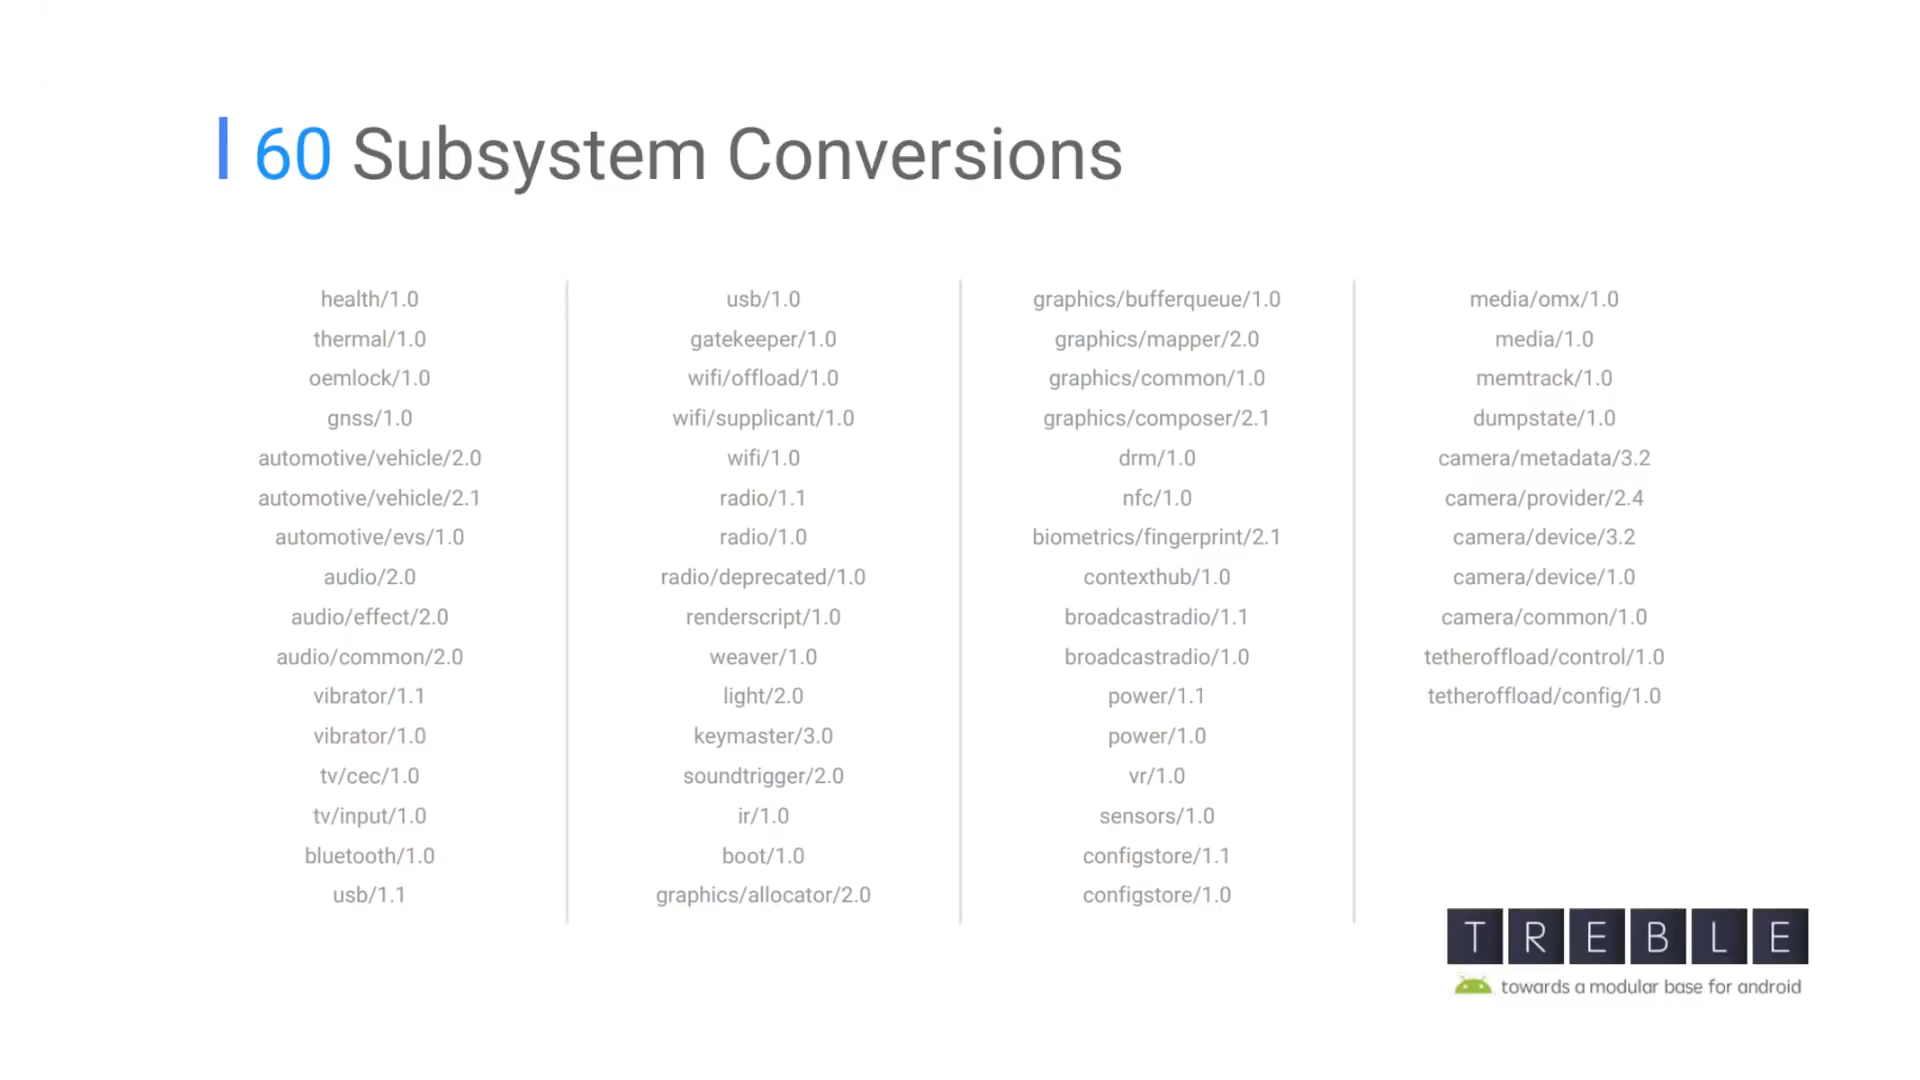 60 Subsystem Conversions
health/1.0
thermal/1.0
oemlock/1.0
gnss/1.0
automotive/vehicle/2.0
automotive/vehicle/2.1
automotive/evs/1.0
audio/2.0
audio/effect/2.0
audio/common/2.0
vibrator/1.1
vibrator/1.0
tv/cec/1.0
tv/input/1.0
bluetooth/1.0
usb/1.1
usb/1.0
gatekeeper/1.0
wifi/offload/1.0
wifi/supplicant/1.0
wifi/1.0
radio/1.1
radio/1.0
radio/deprecated/1.0
renderscript/1.0
weaver/1.0
light/2.0
keymaster/3.0
soundtrigger/2.0
ir/1.0
boot/1.0
graphics/allocator/2.0
graphics/bufferqueue/1.0
graphics/mapper/2.0
graphics/common/1.0
graphics/composer/2.1
drm/1.0
nfc/1.0
biometrics/fingerprint/2.1
contexthub/1.0
broadcastradio/1.1
broadcastradio/1.0
power/1.1
power/1.0
vr/1.0
sensors/1.0
configstore/1.1
configstore/1.0
media/omx/1.0
media/1.0
memtrack/1.0
dumpstate/1.0
camera/metadata/3.2
camera/provider/2.4
camera/device/3.2
camera/device/1.0
camera/common/1.0
tetheroffload/control/1.0
tetheroffload/config/1.0
TREBLE
towards a modular base for android